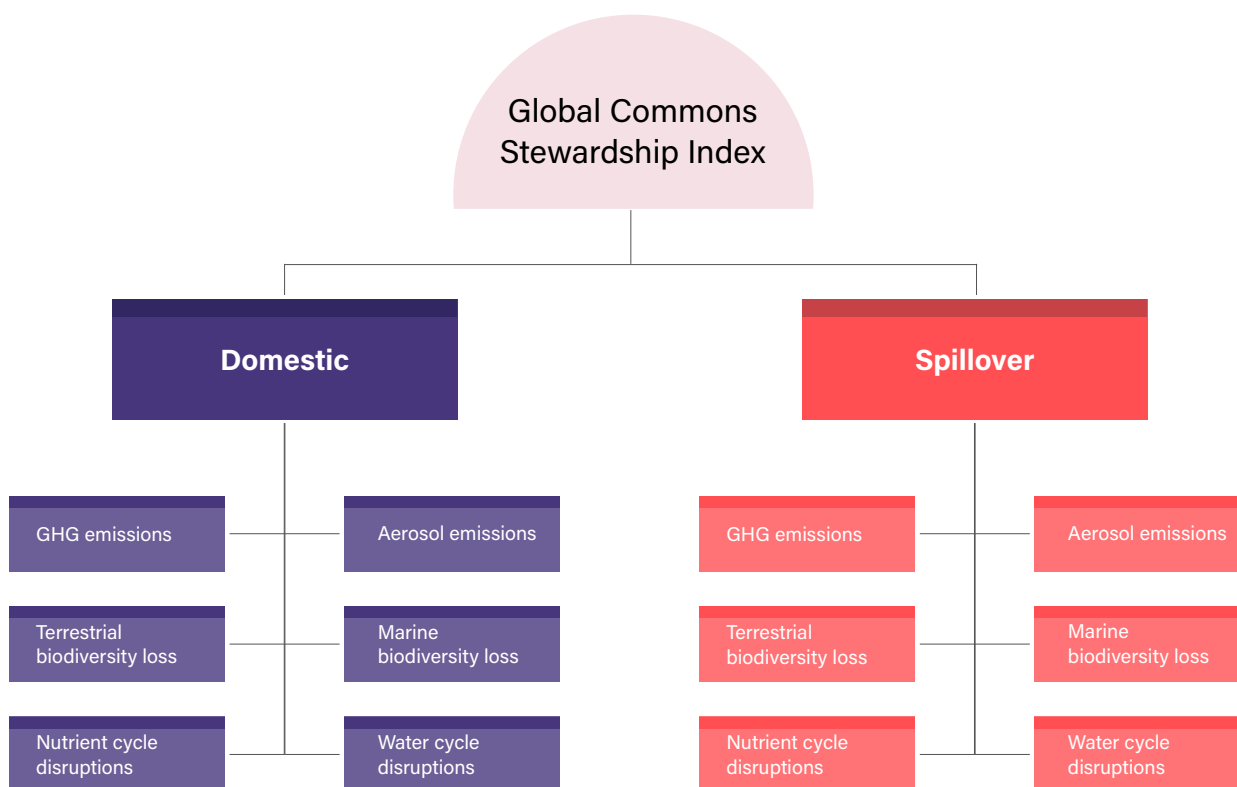 Global Commons
Stewardship Index
Domestic
Spillover
GHG emissions
Aerosol emissions
Terrestrial
biodiversity loss
Marine
biodiversity loss
Nutrient cycle
disruptions
Water cycle
disruptions
GHG emissions
Aerosol emissions
Terrestrial
biodiversity loss
Marine
biodiversity loss
Nutrient cycle
disruptions
Water cycle
disruptions